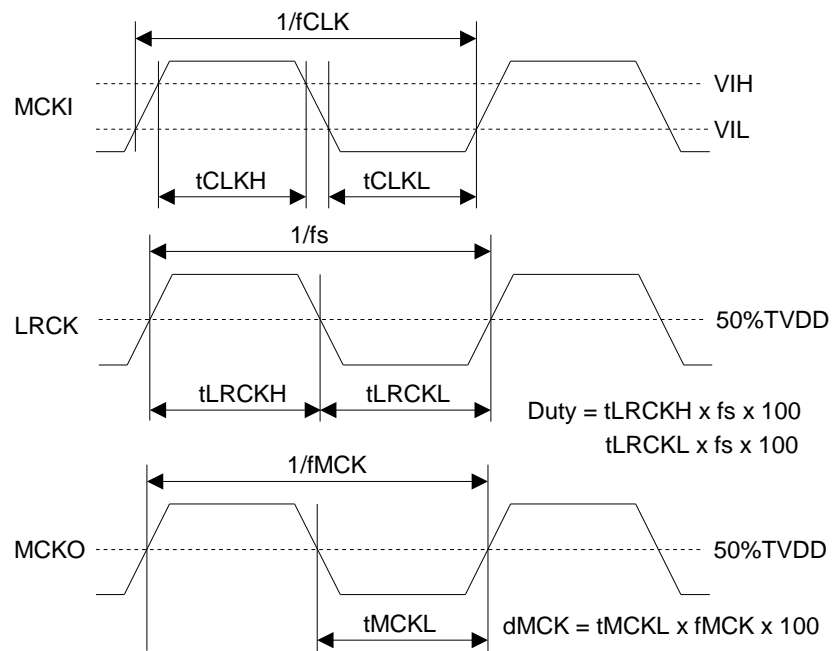 1/fCLK
VIH
MCKI
VIL
tCLKH
tCLKL
1/fs
LRCK
50%TVDD
tLRCKH
tLRCKL
Duty = tLRCKH x fs x 100
tLRCKL x fs x 100
1/fMCK
MCKO
50%TVDD
tMCKL
dMCK = tMCKL x fMCK x 100